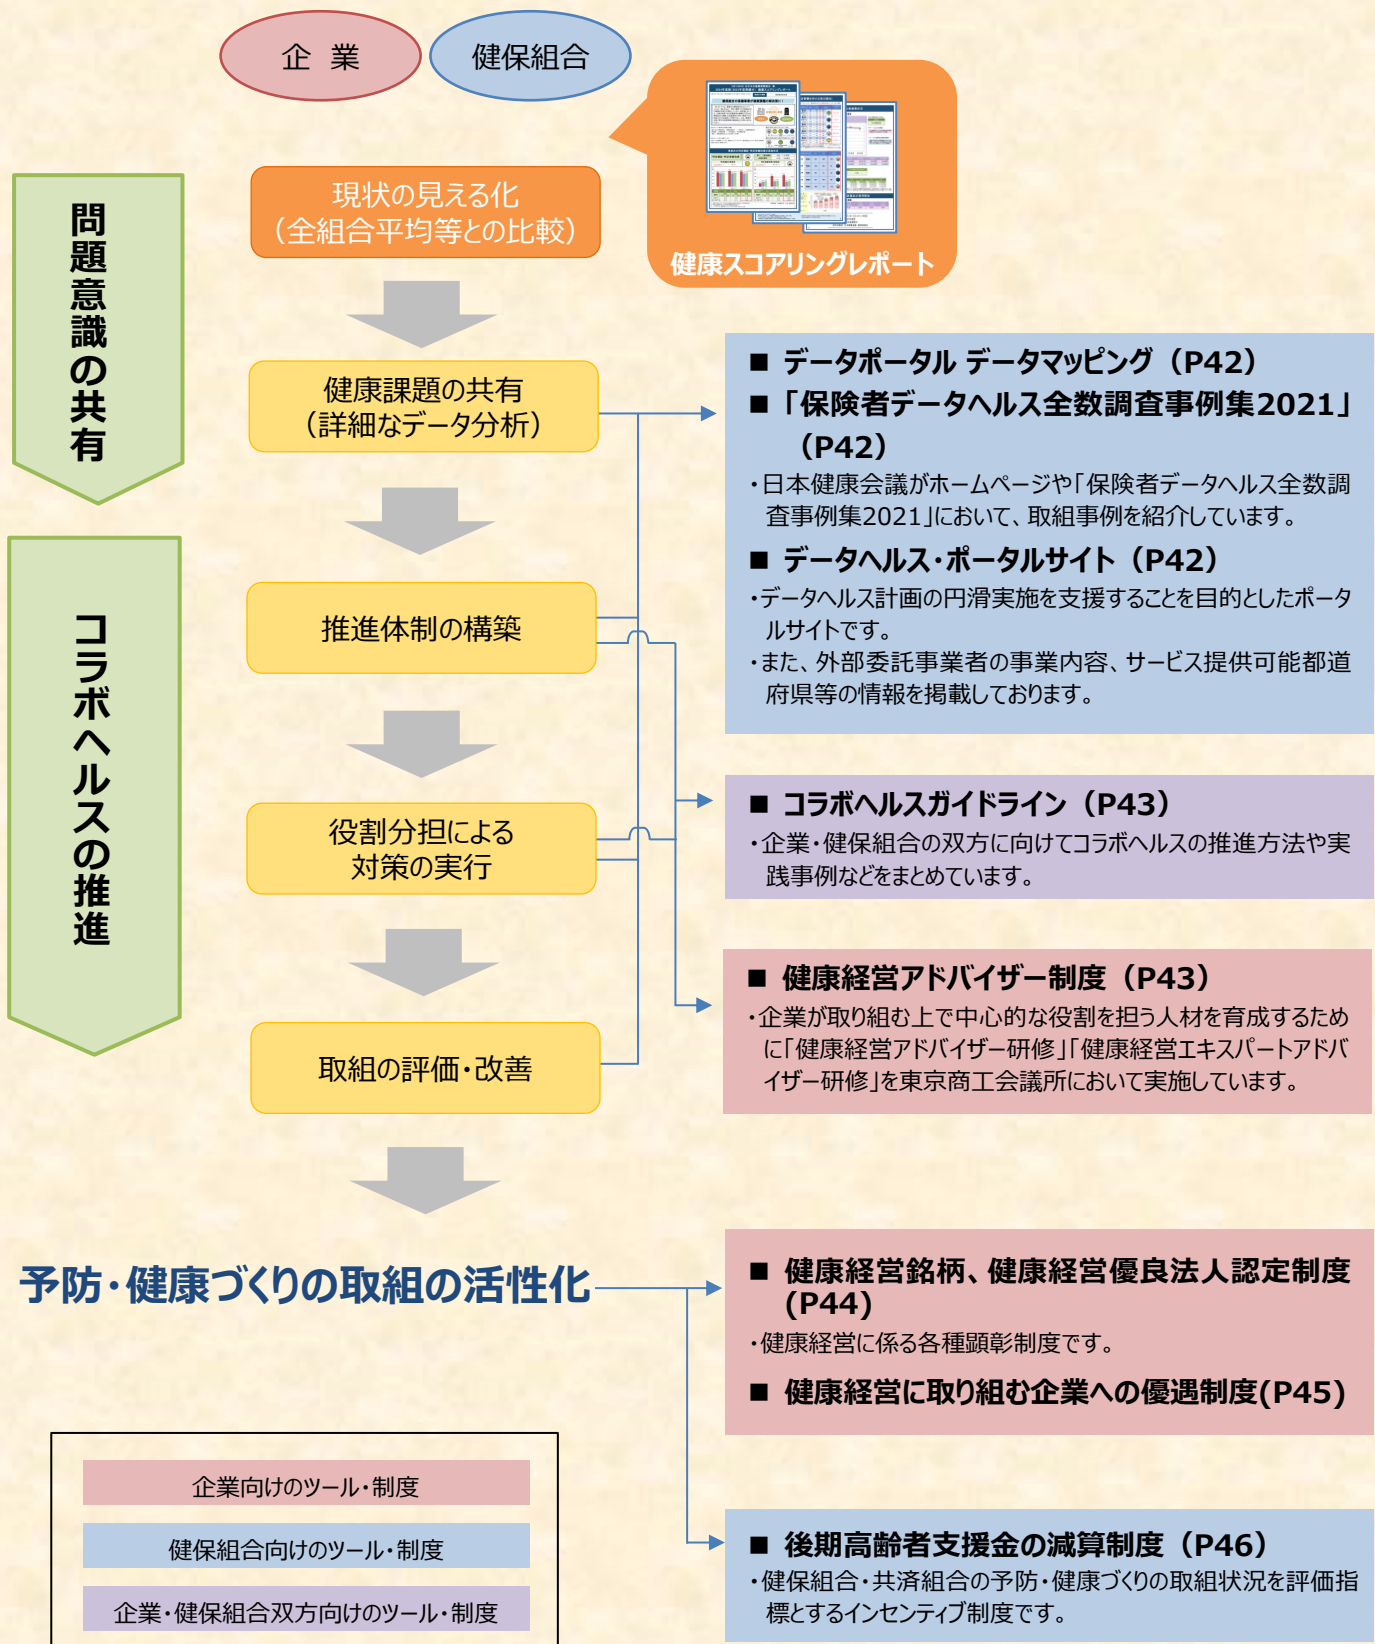 企 業
健保組合
健康スコアリングレポート
問題意識の共有
現状の見える化
（全組合平均等との比較）
健康課題の共有
（詳細なデータ分析）
■ データポータル データマッピング（P42）
■ 「保険者データヘルス全数調査事例集2021」
（P42）
・日本健康会議がホームページや「保険者データヘルス全数調
査事例集2021」において、取組事例を紹介しています。
■ データヘルス・ポータルサイト（P42）
・データヘルス計画の円滑実施を支援することを目的としたポータ
ルサイトです。
・また、外部委託事業者の事業内容、サービス提供可能都道
府県等の情報を掲載しております。
コラボヘルスの推進
推進体制の構築
役割分担による
対策の実行
■ コラボヘルスガイドライン（P43）
・企業・健保組合の双方に向けてコラボヘルスの推進方法や実
践事例などをまとめています。
取組の評価・改善
■ 健康経営アドバイザー制度（P43）
・企業が取り組む上で中心的な役割を担う人材を育成するため
に「健康経営アドバイザー研修」「健康経営エキスパートアドバ
イザー研修」を東京商工会議所において実施しています。
予防・健康づくりの取組の活性化
■ 健康経営銘柄、健康経営優良法人認定制度
(P44)
・健康経営に係る各種顕彰制度です。
■ 健康経営に取り組む企業への優遇制度(P45)
■ 後期高齢者支援金の減算制度（P46）
・健保組合・共済組合の予防・健康づくりの取組状況を評価指
標とするインセンティブ制度です。
企業向けのツール・制度
健保組合向けのツール・制度
企業・健保組合双方向けのツール・制度